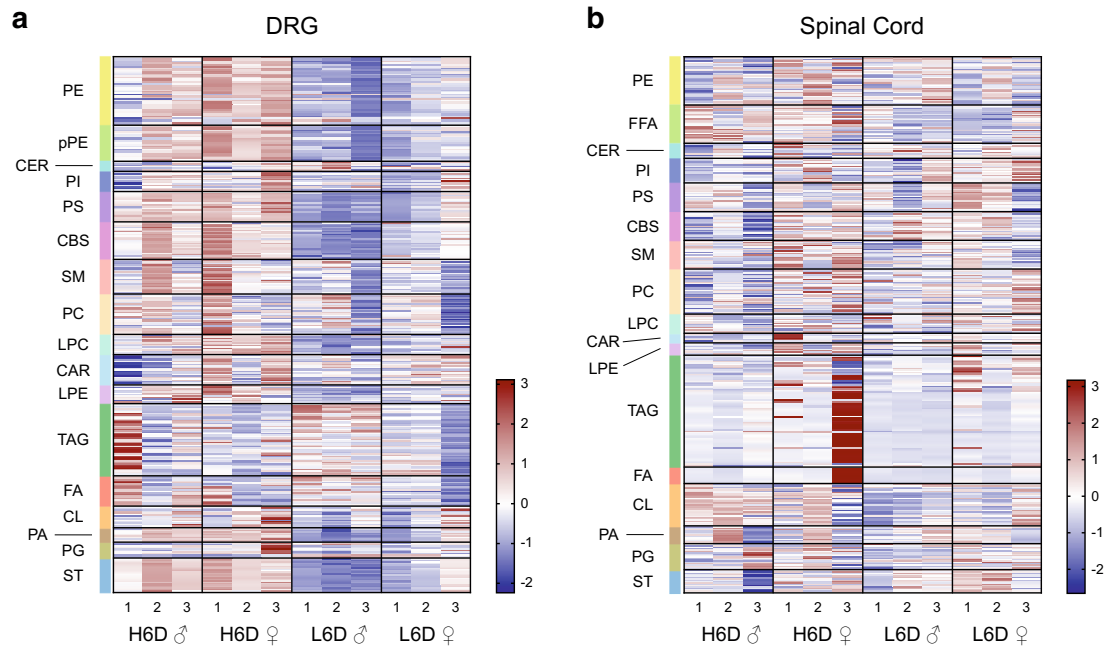 a
DRG
PE
pPE
CER
PI
PS
CBS
SM
PC
LPC
CAR
LPE
TAG
FA
CL
PA
PG
ST
3
2
1
0
-1
-2
1 2 3 1 2 3 1 2 3 1 2 3
H6D ♂ H6D ♀ L6D ♂ L6D ♀
b
Spinal Cord
PE
FFA
CER
PI
PS
CBS
SM
PC
LPC
CAR
LPE
TAG
FA
CL
PA
PG
ST
3
2
1
0
-1
-2
1 2 3 1 2 3 1 2 3 1 2 3
H6D ♂ H6D ♀ L6D ♂ L6D ♀